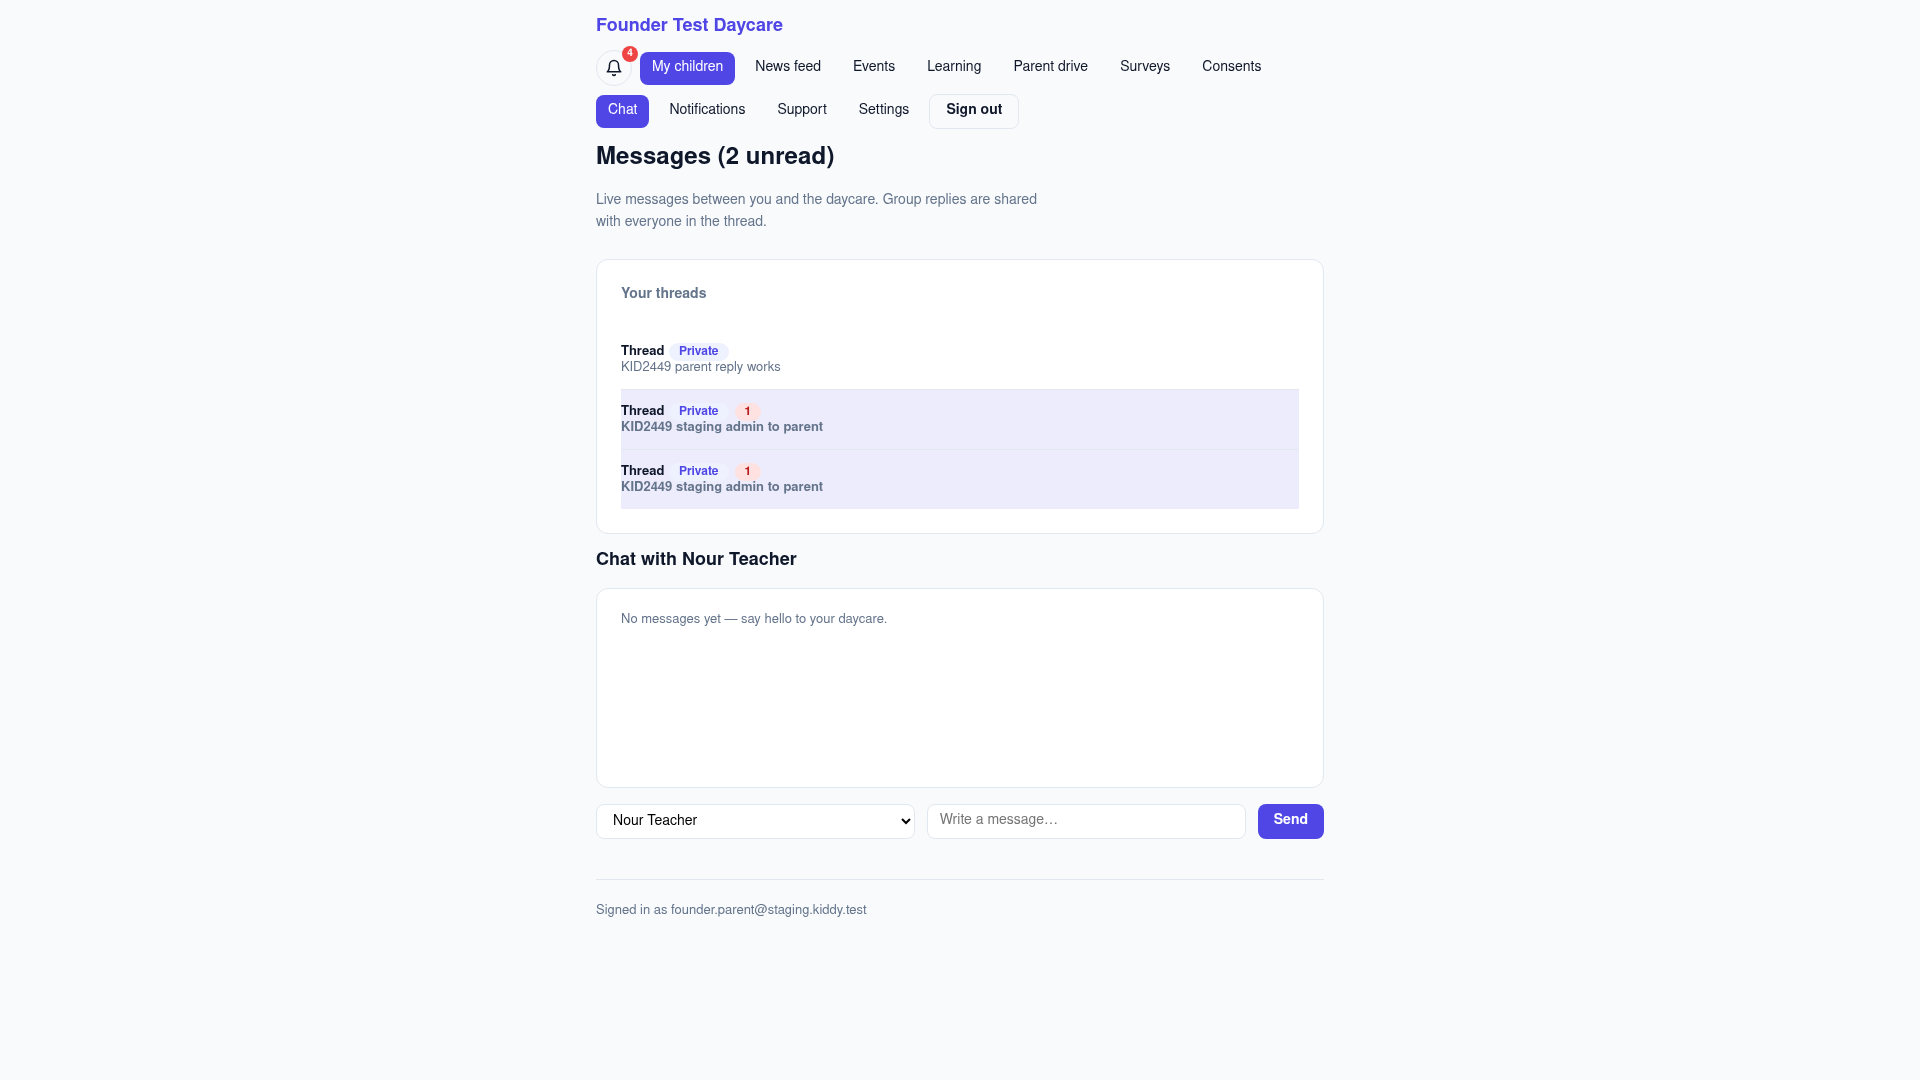 Founder Test Daycare
4
My children News feed Events Learning Parent drive Surveys Consents
Chat Notifications Support Settings Sign out
Messages (2 unread)
Live messages between you and the daycare. Group replies are shared
with everyone in the thread.
Your threads
Thread Private
KID2449 parent reply works
Thread Private 1
KID2449 staging admin to parent
Thread Private 1
KID2449 staging admin to parent
Chat with Nour Teacher
No messages yet — say hello to your daycare.
Nour Teacher Write a message… Send
Signed in as founder.parent@staging.kiddy.test